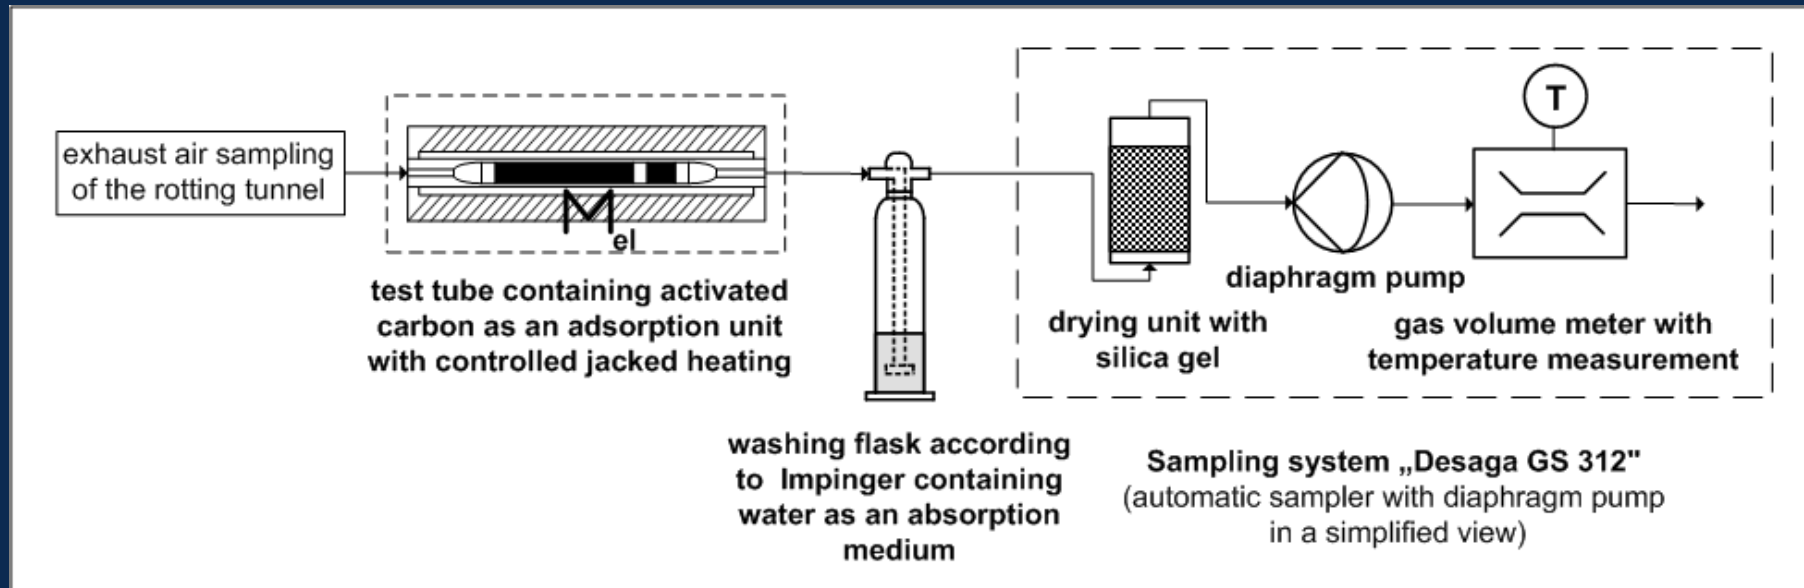 exhaust air sampling
of the rotting tunnel
el
test tube containing activated
carbon as an adsorption unit
with controlled jacked heating
washing flask according
to Impinger containing
water as an absorption
medium
drying unit with
silica gel
diaphragm pump
T
gas volume meter with
temperature measurement
Sampling system „Desaga GS 312"
(automatic sampler with diaphragm pump
in a simplified view)